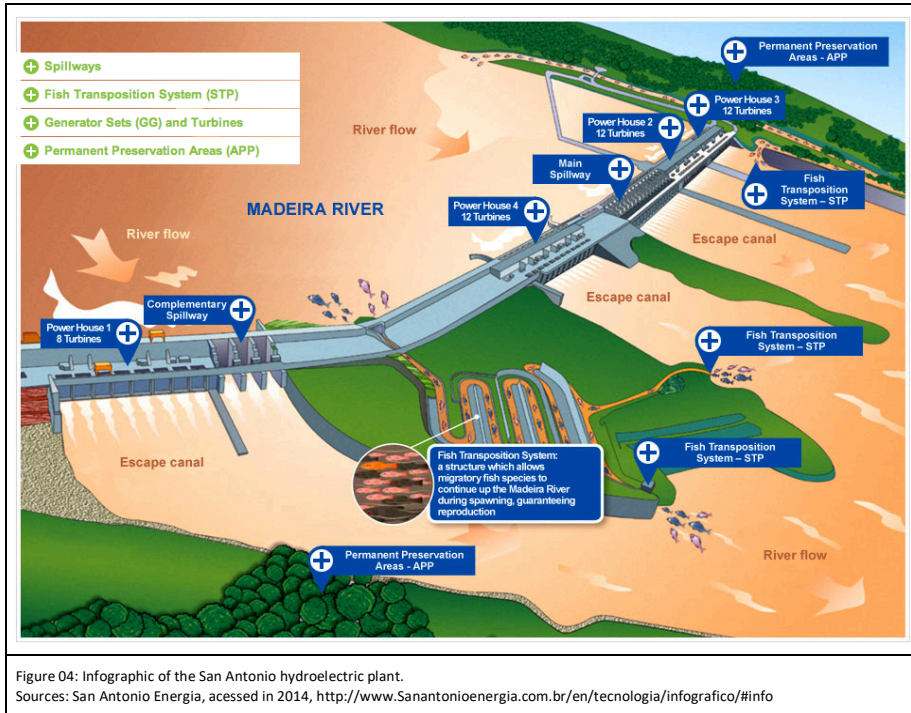 Spillways
Fish Transposition System (STP)
Generator Sets (GG) and Turbines
Permanent Preservation Areas (APP)
Permanent Preservation
Areas - APP
Power House 3
12 Turbines
Power House 2
12 Turbines
River flow
Main
Spillway
Fish
Transposition
System – STP
Power House 4
12 Turbines
MADEIRA RIVER
River flow
Escape canal
Escape canal
Complementary
Spillway
Power House 1
8 Turbines
Fish Transposition
System – STP
Escape canal
Fish Transposition System:
a structure which allows
migratory fish species to
continue up the Madeira River
during spawning, guaranteeing
reproduction
Fish Transposition
System – STP
River flow
Permanent Preservation
Areas - APP
Figure 04: Infographic of the San Antonio hydroelectric plant.
Sources: San Antonio Energia, acessed in 2014, http://www.Sanantonioenergia.com.br/en/tecnologia/infografico/#info